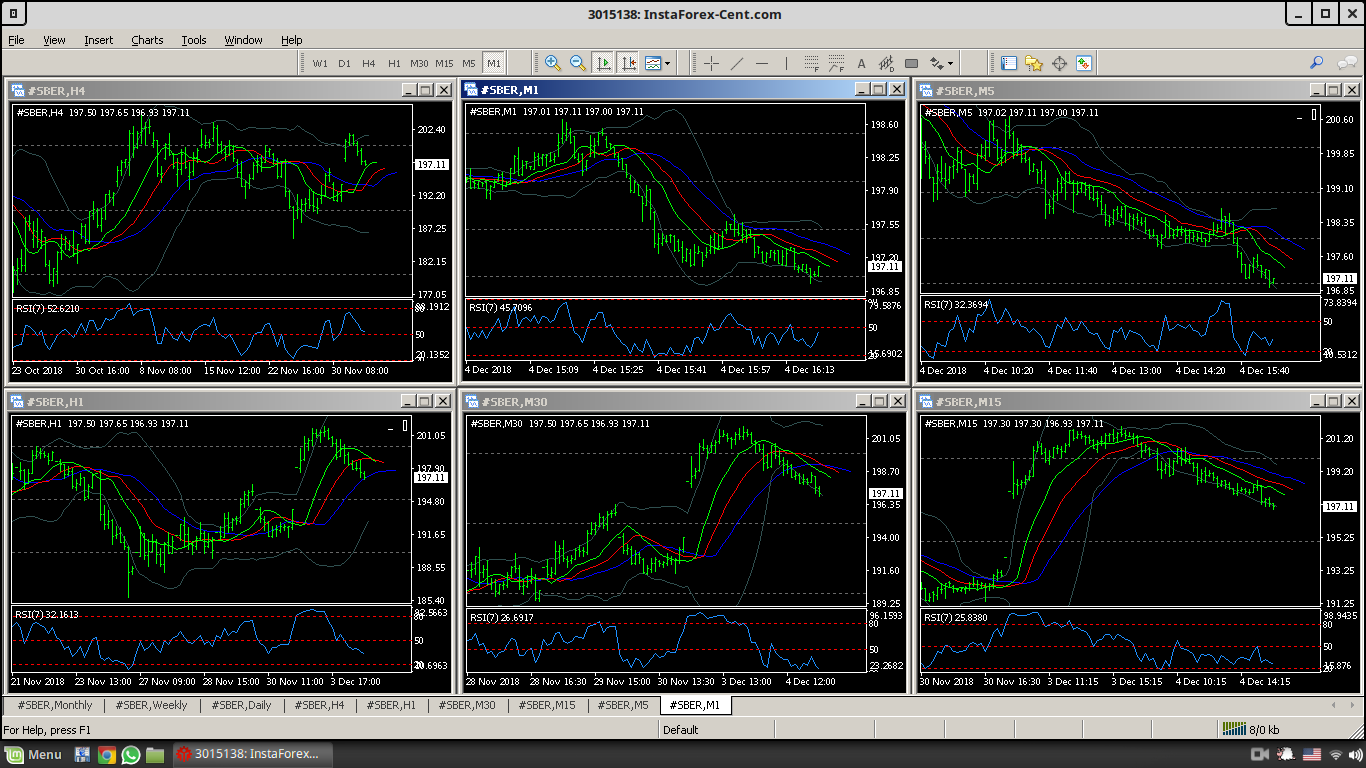 3015138: InstaForex-Cent.com
File View Insert Charts Tools Window Help
W1 D1 H4 H1 M30 M15 M5 M1
#SBER,H4
#SBER,H4 197.50 197.65 196.93 197.11
202.40
197.11
192.20
187.25
182.15
177.05
RSI(7) 52.6210
50
20.1352
23 Oct 2018 30 Oct 16:00 8 Nov 08:00 15 Nov 12:00 22 Nov 16:00 30 Nov 08:00
#SBER,M1
#SBER,M1 197.01 197.11 197.00 197.11
198.60
198.25
197.90
197.55
197.20
197.11
196.85
RSI(7) 45.7096
79.5876
50
15.6902
4 Dec 2018 4 Dec 15:09 4 Dec 15:25 4 Dec 15:41 4 Dec 15:57 4 Dec 16:13
#SBER,M5
#SBER,M5 197.02 197.11 197.00 197.11
200.60
199.85
199.10
198.35
197.60
197.11
196.85
RSI(7) 32.3694
73.8394
50
4 Dec 2018 4 Dec 10:20 4 Dec 11:40 4 Dec 13:00 4 Dec 14:20 4 Dec 15:40
#SBER,H1
#SBER,H1 197.50 197.65 196.93 197.11
201.05
197.90
197.11
194.80
191.65
188.55
185.40
RSI(7) 32.1613
92.5663
80
50
21 Nov 2018 23 Nov 13:00 27 Nov 09:00 28 Nov 15:00 30 Nov 11:00 3 Dec 17:00
#SBER,M30
#SBER,M30 197.50 197.65 196.93 197.11
201.05
198.70
197.11
196.35
194.00
191.60
189.25
RSI(7) 26.6917
96.1593
80
50
28 Nov 2018 28 Nov 16:30 29 Nov 15:00 30 Nov 13:30 3 Dec 13:00 4 Dec 12:00
#SBER,M15
#SBER,M15 197.30 197.30 196.93 197.11
201.20
199.20
197.11
195.25
193.25
191.25
RSI(7) 25.8380
98.9435
80
50
30 Nov 2018 30 Nov 16:30 3 Dec 11:15 3 Dec 15:15 4 Dec 10:15 4 Dec 14:15
#SBER,Monthly #SBER,Weekly #SBER,Daily #SBER,H4 #SBER,H1 #SBER,M30 #SBER,M15 #SBER,M5 #SBER,M1
For Help, press F1 Default 8/0 kb
Menu 3015138: InstaForex...